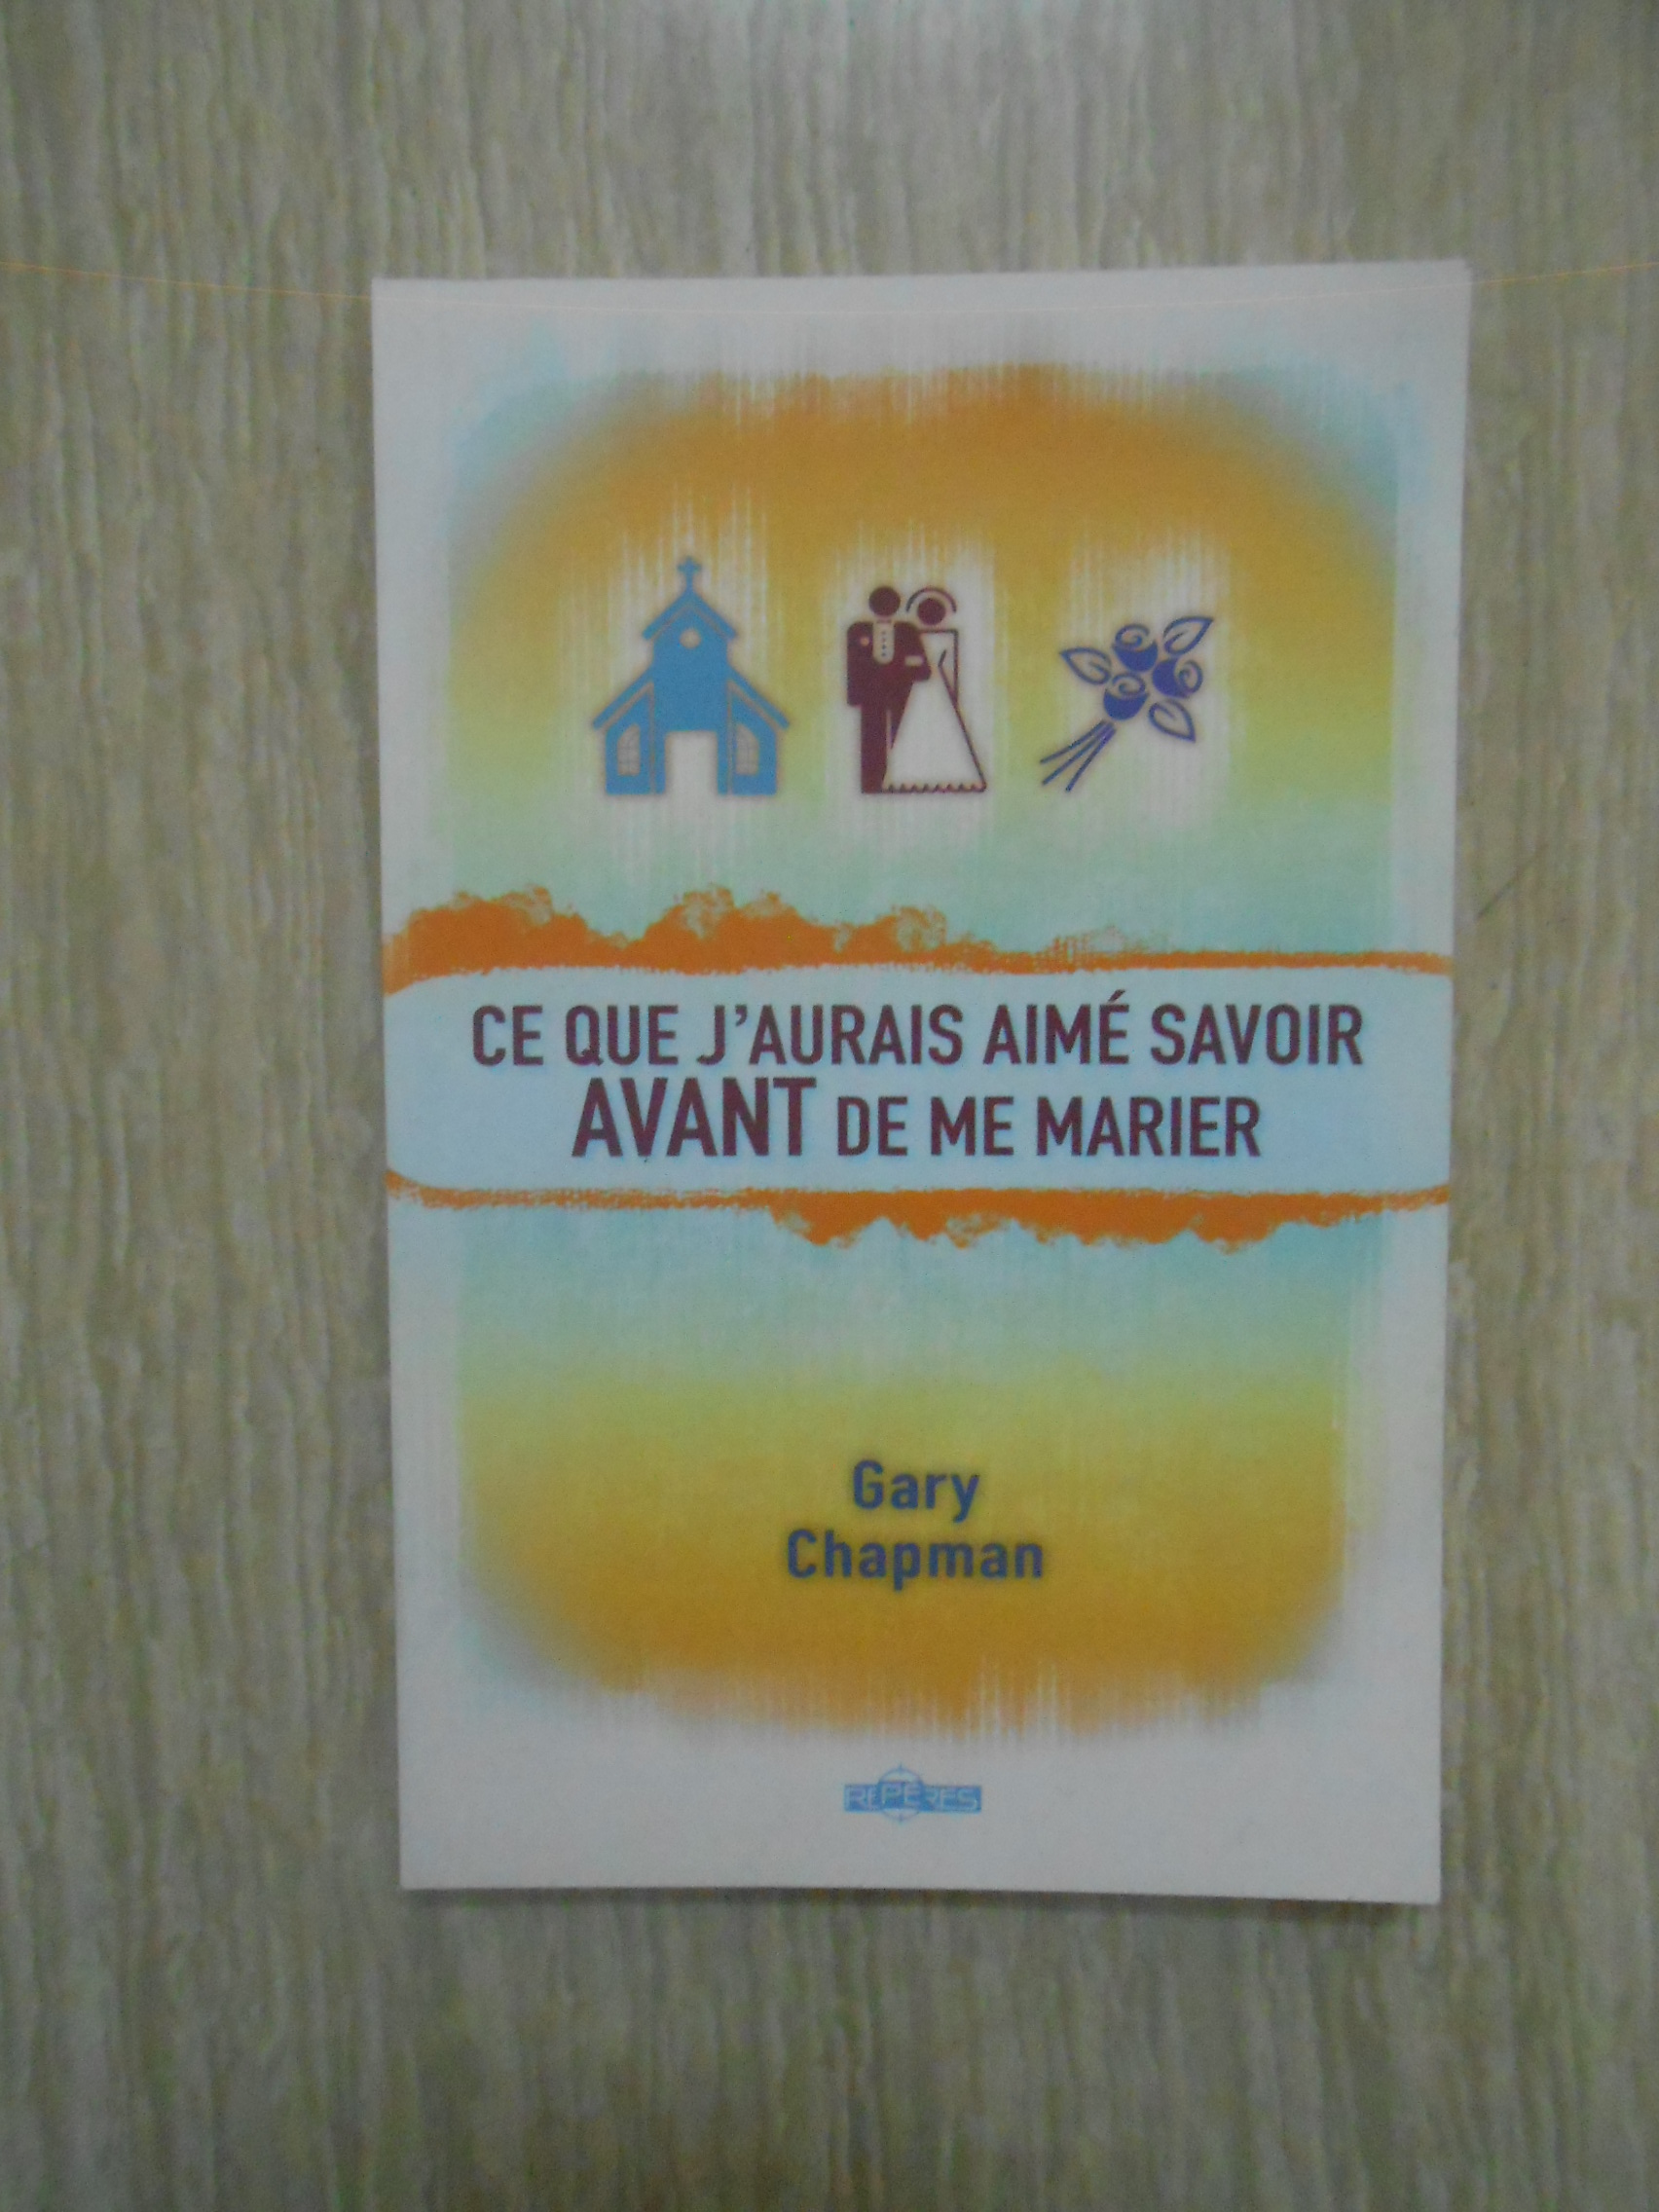 CE QUE J'AURAIS AIMÉ SAVOIR
AVANT DE ME MARIER
Gary
Chapman
REPÈRES